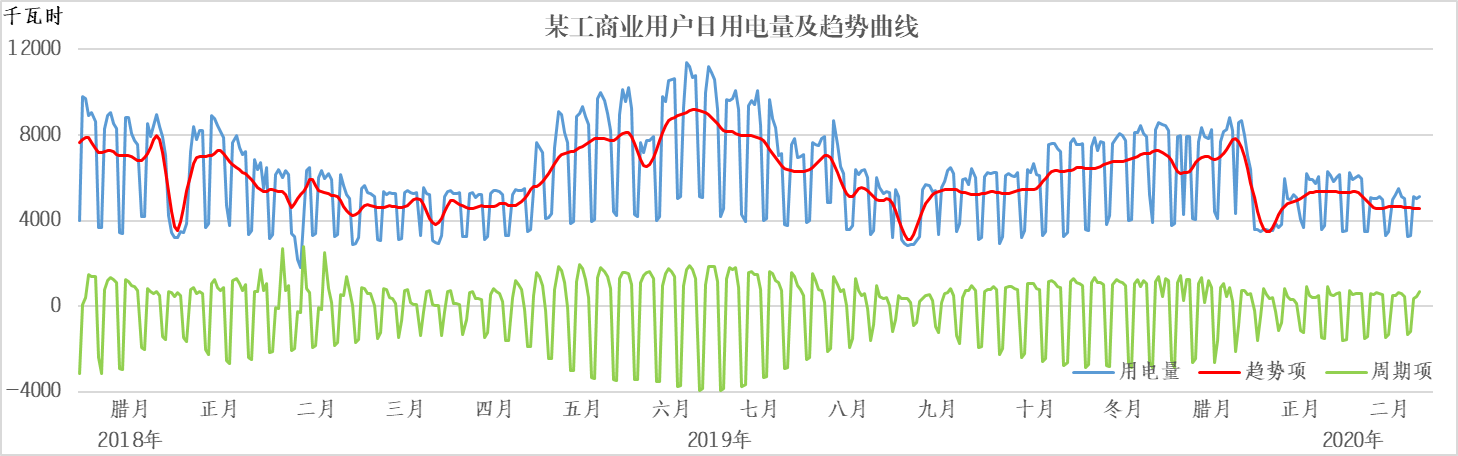 千瓦时
某工商业用户日用电量及趋势曲线
12000
8000
4000
0
-4000
用电量 趋势项 周期项
腊月 正月 二月 三月 四月 五月 六月 七月 八月 九月 十月 冬月 腊月 正月 二月
2018年 2019年 2020年